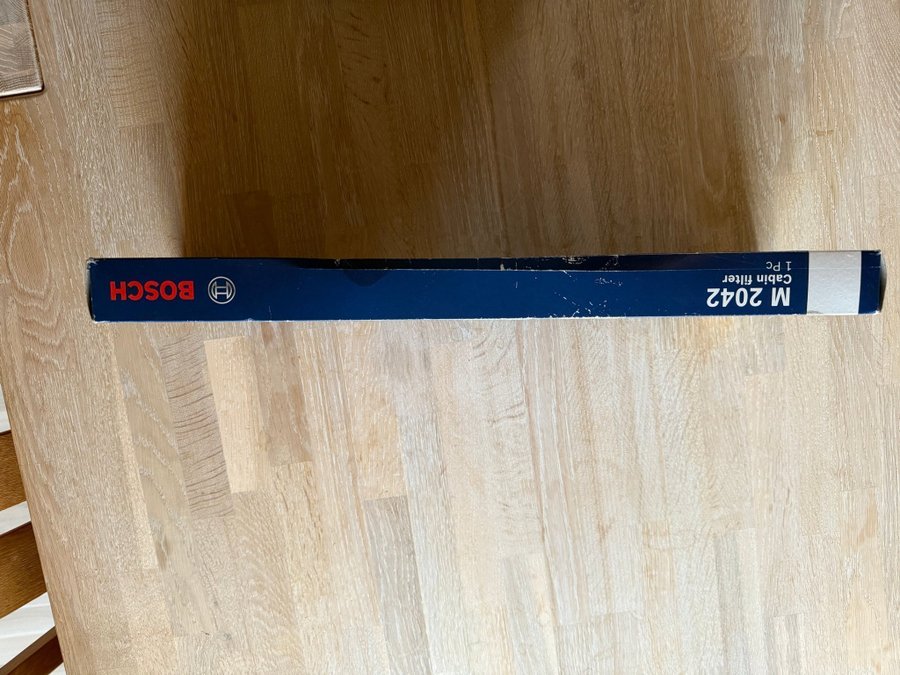 M 2042
Cabin filter
1 Pc
BOSCH